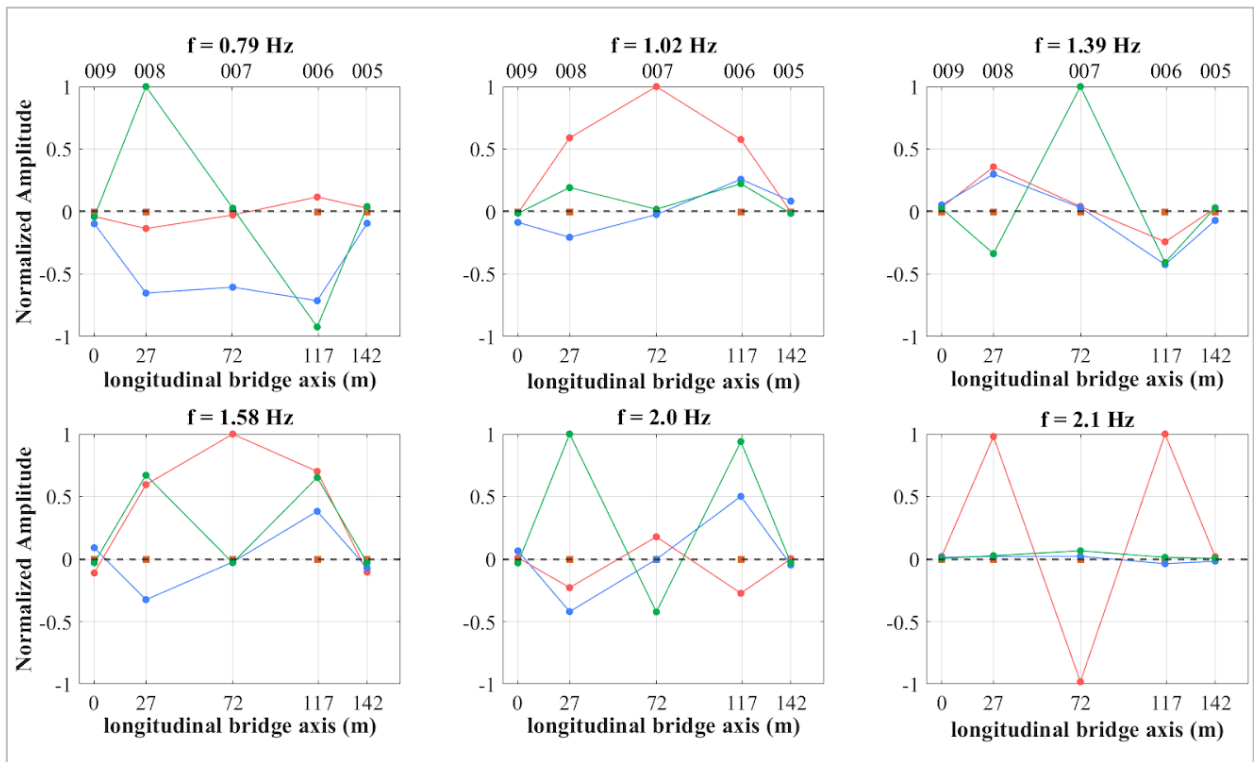 f = 0.79 Hz
009 008 007 006 005
1
0.5
0
-0.5
-1
Normalized Amplitude
0 27 72 117 142
longitudinal bridge axis (m)
f = 1.02 Hz
009 008 007 006 005
1
0.5
0
-0.5
-1
0 27 72 117 142
longitudinal bridge axis (m)
f = 1.39 Hz
009 008 007 006 005
1
0.5
0
-0.5
-1
0 27 72 117 142
longitudinal bridge axis (m)
f = 1.58 Hz
1
0.5
0
-0.5
-1
Normalized Amplitude
0 27 72 117 142
longitudinal bridge axis (m)
f = 2.0 Hz
1
0.5
0
-0.5
-1
0 27 72 117 142
longitudinal bridge axis (m)
f = 2.1 Hz
1
0.5
0
-0.5
-1
0 27 72 117 142
longitudinal bridge axis (m)